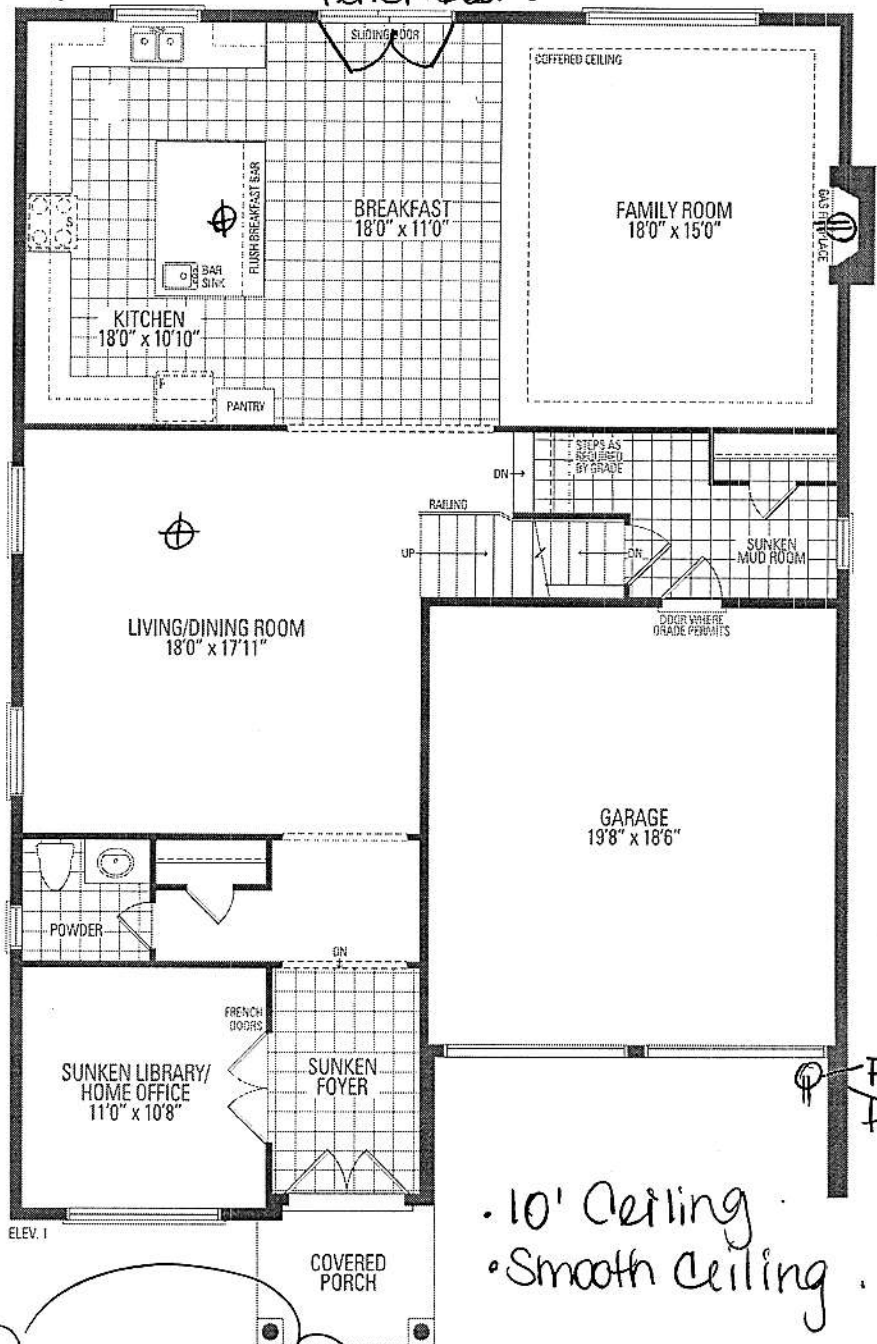 SLIDING DOOR
COFFERED CEILING
FLUSH BREAKFAST BAR
BREAKFAST
18'0" x 11'0"
FAMILY ROOM
18'0" x 15'0"
GAS FIREPLACE
S
BAR
SINK
KITCHEN
18'0" x 10'10"
F
PANTRY
STEPS AS
REQUIRED
BY GRADE
DN
RAILING
UP
DN
SUNKEN
MUD ROOM
DOOR WHERE
GRADE PERMITS
LIVING/DINING ROOM
18'0" x 17'11"
GARAGE
19'8" x 18'6"
POWDER
DN
FRENCH
DOORS
SUNKEN LIBRARY/
HOME OFFICE
11'0" x 10'8"
SUNKEN
FOYER
ELEV. 1
COVERED
PORCH
• 10' Ceiling
• Smooth Ceiling